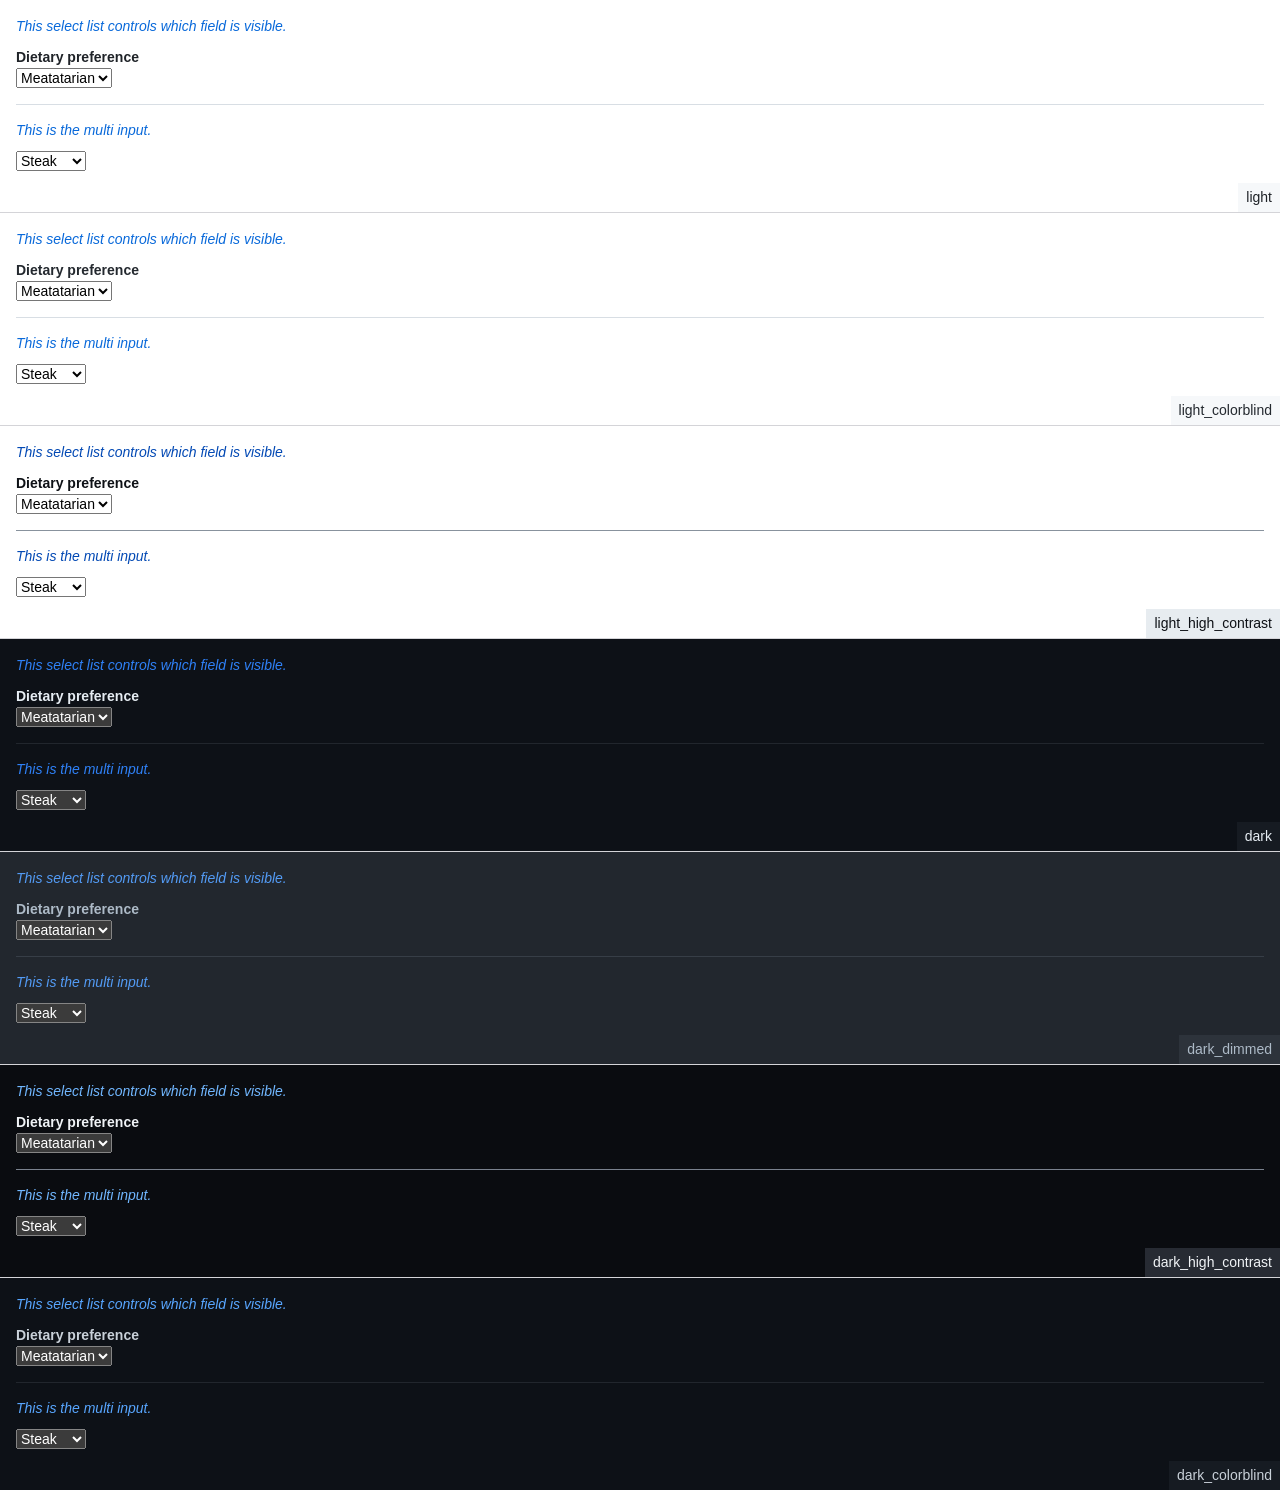 This select list controls which field is visible.
Dietary preference
Meatatarian
This is the multi input.
Steak
light
This select list controls which field is visible.
Dietary preference
Meatatarian
This is the multi input.
Steak
light_colorblind
This select list controls which field is visible.
Dietary preference
Meatatarian
This is the multi input.
Steak
light_high_contrast
This select list controls which field is visible.
Dietary preference
Meatatarian
This is the multi input.
Steak
dark
This select list controls which field is visible.
Dietary preference
Meatatarian
This is the multi input.
Steak
dark_dimmed
This select list controls which field is visible.
Dietary preference
Meatatarian
This is the multi input.
Steak
dark_high_contrast
This select list controls which field is visible.
Dietary preference
Meatatarian
This is the multi input.
Steak
dark_colorblind